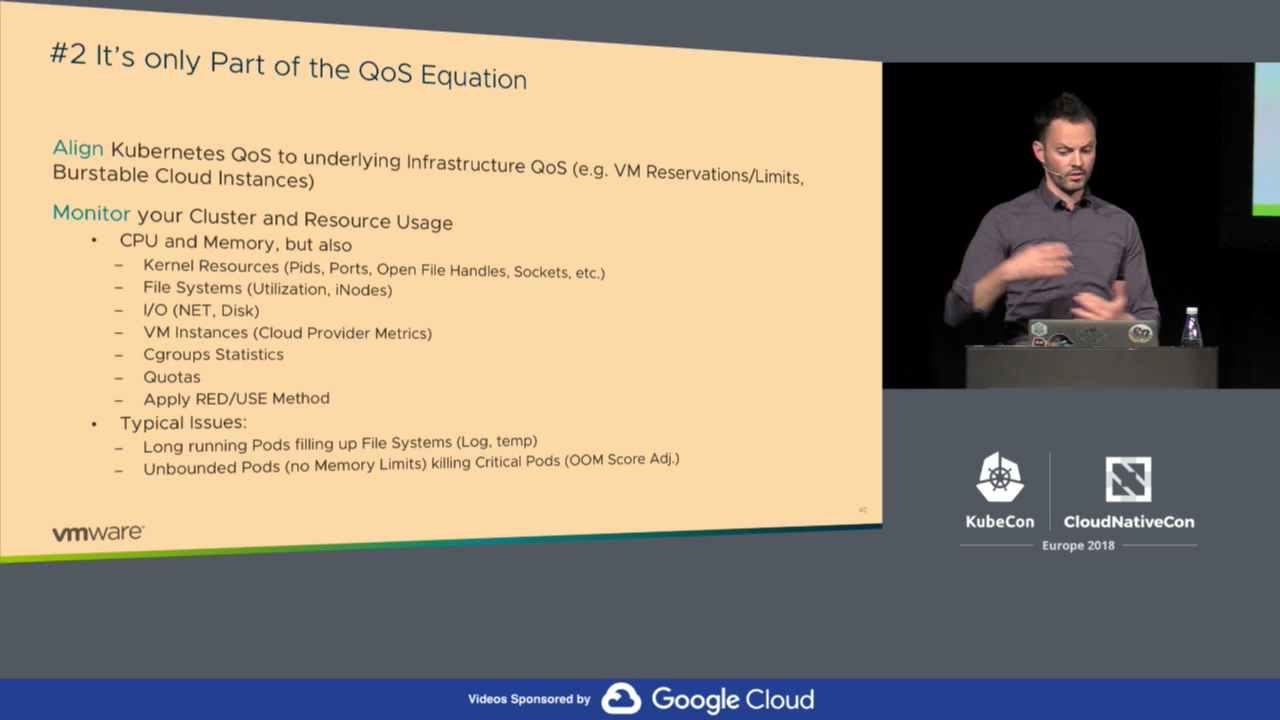 #2 It's only Part of the QoS Equation
Align Kubernetes QoS to underlying Infrastructure QoS (e.g. VM Reservations/Limits,
Burstable Cloud Instances)
Monitor your Cluster and Resource Usage
• CPU and Memory, but also
– Kernel Resources (Pids, Ports, Open File Handles, Sockets, etc.)
– File Systems (Utilization, iNodes)
– I/O (NET, Disk)
– VM Instances (Cloud Provider Metrics)
– Cgroups Statistics
– Quotas
– Apply RED/USE Method
• Typical Issues:
– Long running Pods filling up File Systems (Log, temp)
– Unbounded Pods (no Memory Limits) killing Critical Pods (OOM Score Adj.)
vmware
KubeCon
CloudNativeCon
Europe 2018
Videos Sponsored by Google Cloud